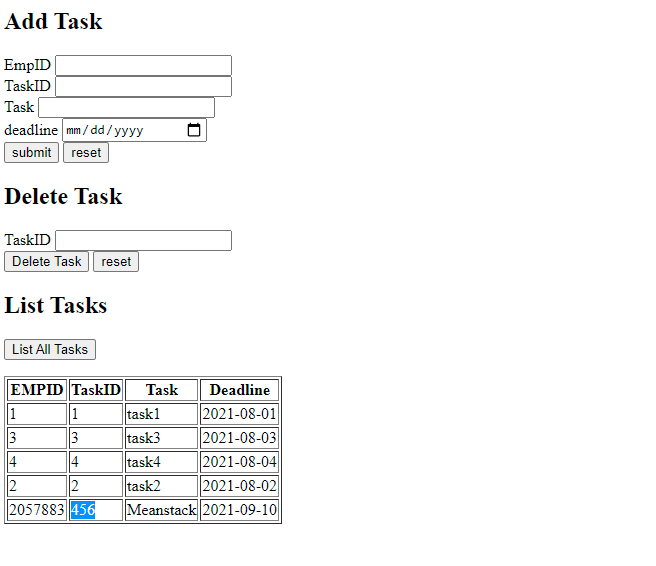 Add Task
EmpID
TaskID
Task
deadline mm/dd/yyyy
submit reset
Delete Task
TaskID
Delete Task reset
List Tasks
List All Tasks
EMPID TaskID Task Deadline
1 1 task1 2021-08-01
3 3 task3 2021-08-03
4 4 task4 2021-08-04
2 2 task2 2021-08-02
2057883 456 Meanstack 2021-09-10